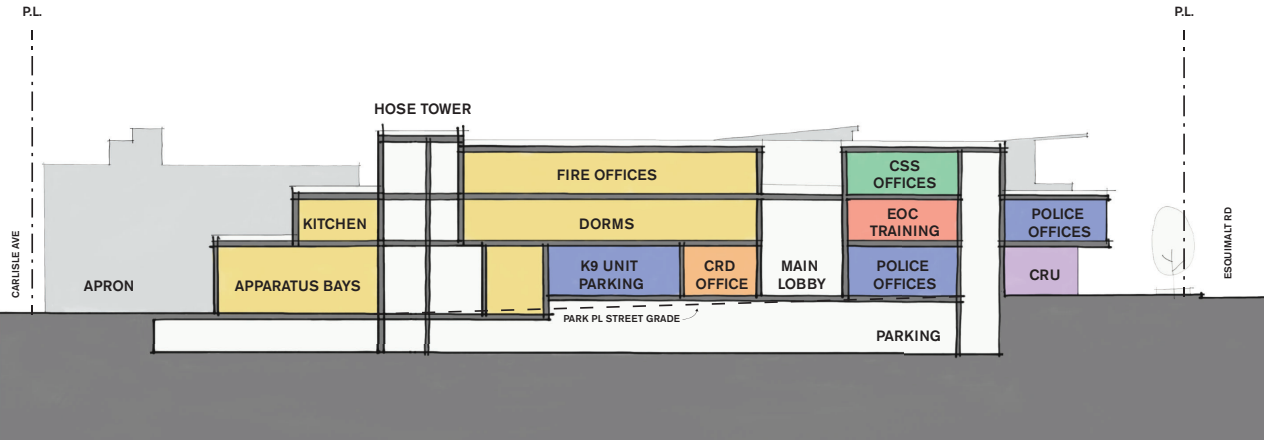 P.L.
P.L.
HOSE TOWER
FIRE OFFICES
CSS
OFFICES
KITCHEN
DORMS
EOC
TRAINING
POLICE
OFFICES
CARLISLE AVE
APRON
APPARATUS BAYS
K9 UNIT
PARKING
CRD
OFFICE
MAIN
LOBBY
POLICE
OFFICES
CRU
ESQUIMALT RD
PARK PL STREET GRADE
PARKING